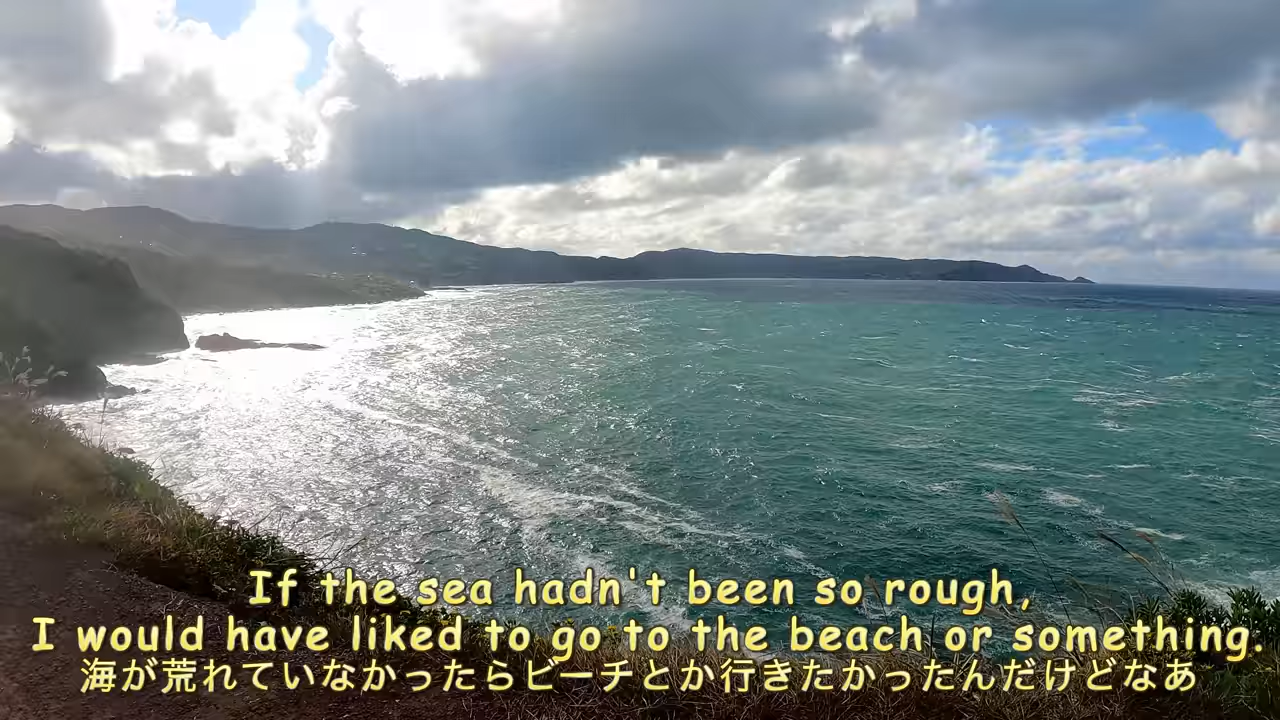 If the sea hadn't been so rough,
I would have liked to go to the beach or something.
海が荒れていなかったらビーチとか行きたかったんだけどなあ